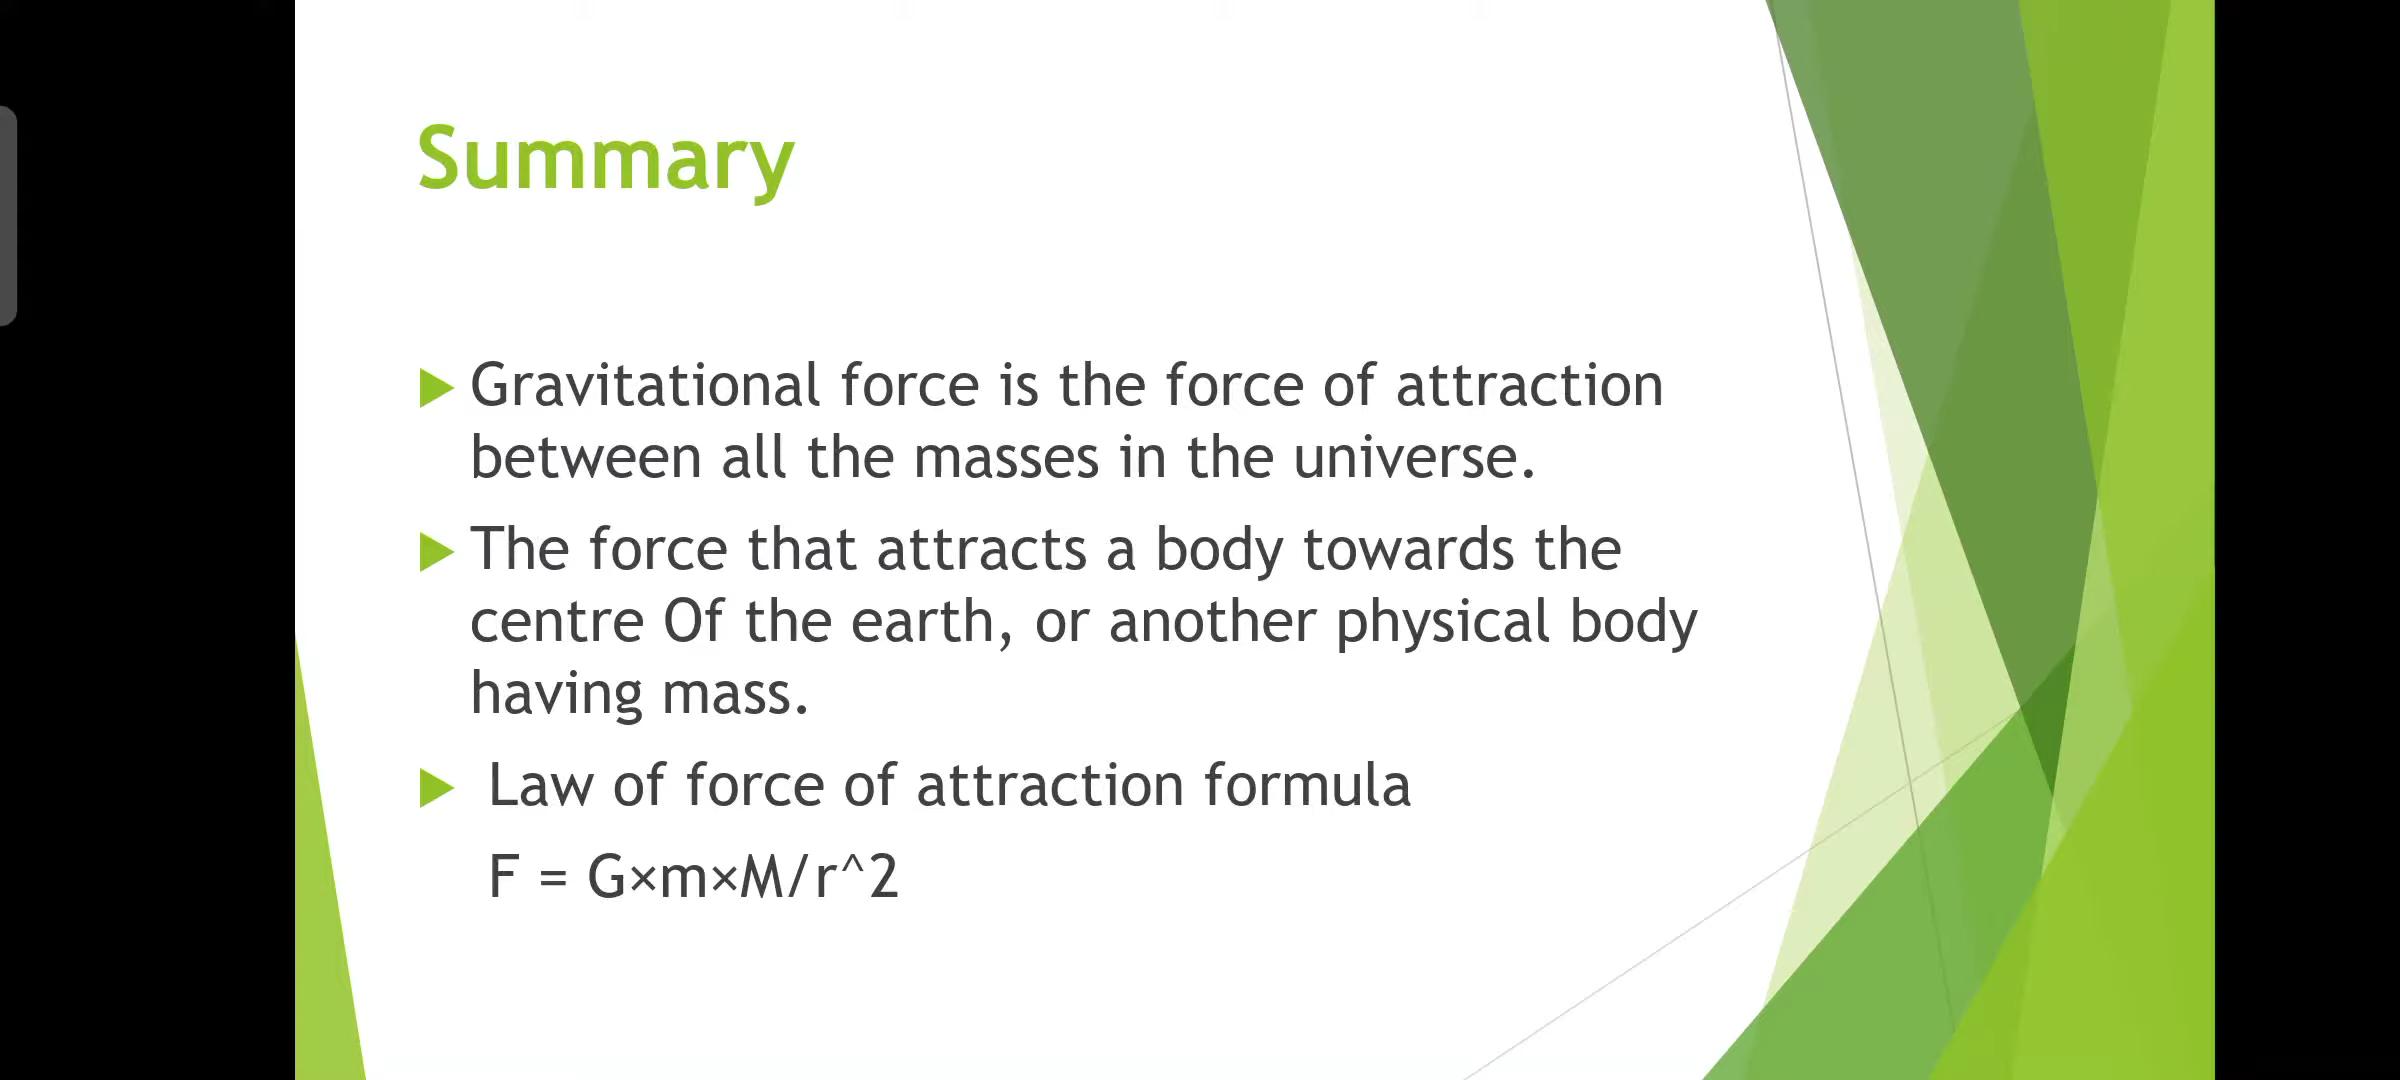 Summary
Gravitational force is the force of attraction
between all the masses in the universe.
The force that attracts a body towards the
centre Of the earth, or another physical body
having mass.
Law of force of attraction formula
F = G×m×M/r^2